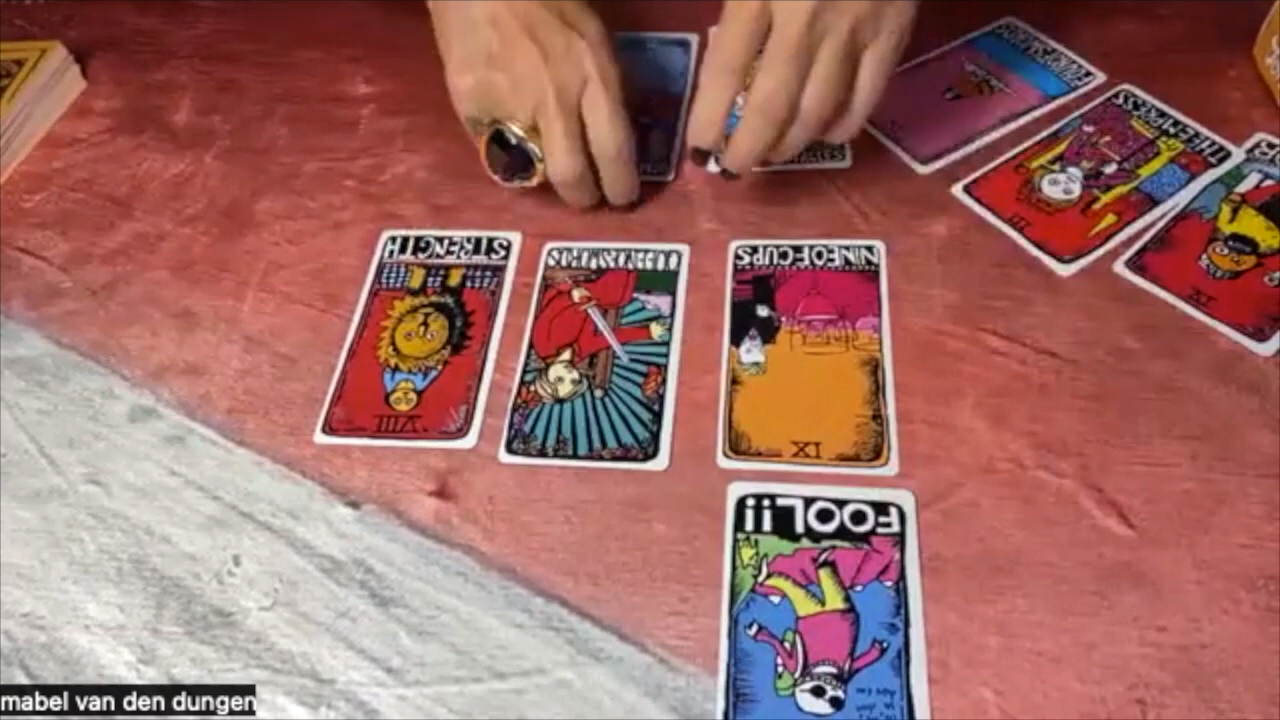 FOUR OF SWORDS
THE EMPRESS
III
STRENGTH
VIII
QUEEN OF SWORDS
NINE OF CUPS
IX
IX
FOOL!!
mabel van den dungen